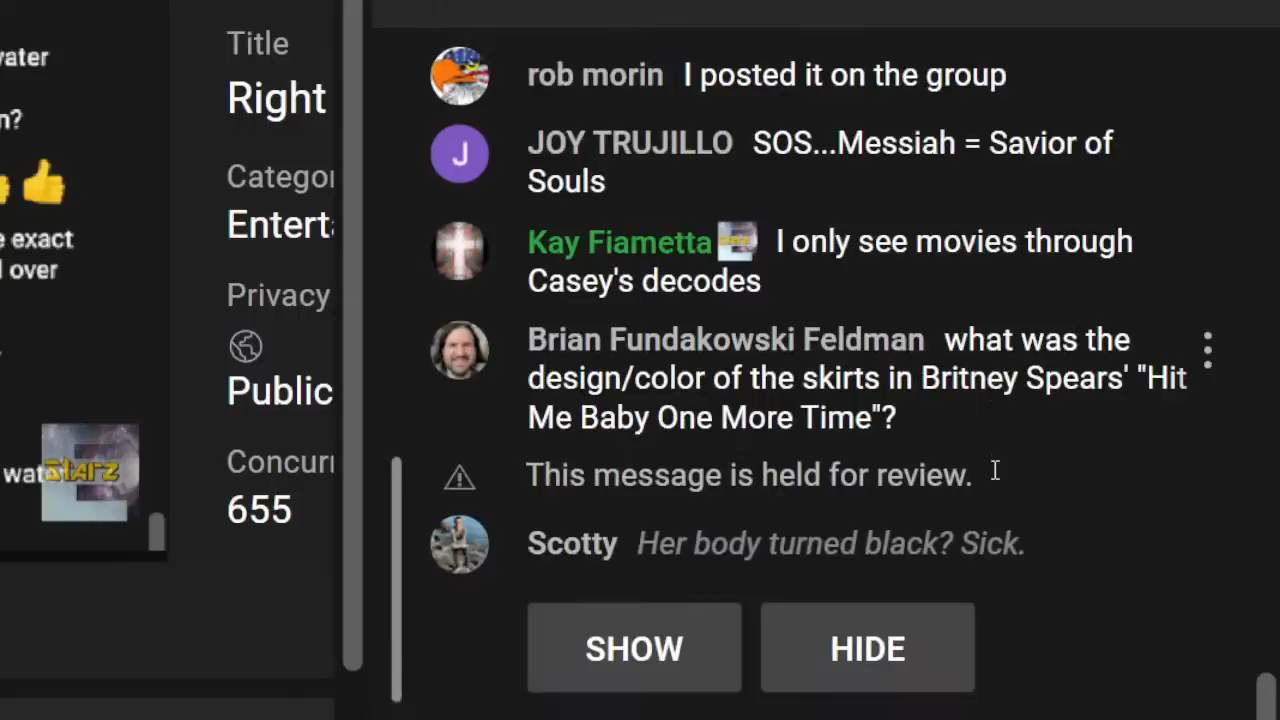 vater
n?
e exact
l over
wat
starz
Title
Right
Categor
Enterta
Privacy
Public
Concurr
655
rob morin I posted it on the group
J
JOY TRUJILLO SOS...Messiah = Savior of
Souls
Kay Fiametta I only see movies through
Casey's decodes
Brian Fundakowski Feldman what was the
design/color of the skirts in Britney Spears' "Hit
Me Baby One More Time"?
This message is held for review.
Scotty Her body turned black? Sick.
SHOW HIDE